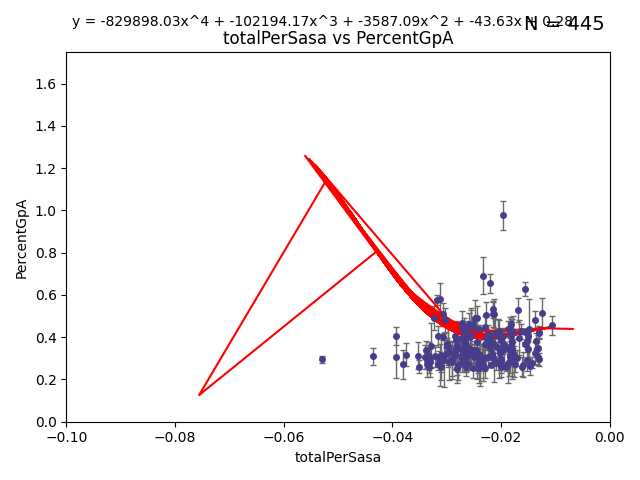 y = -829898.03x^4 + -102194.17x^3 + -3587.09x^2 + -43.63x + 0.28
N = 445
totalPerSasa vs PercentGpA
PercentGpA
1.6
1.4
1.2
1.0
0.8
0.6
0.4
0.2
0.0
−0.10 −0.08 −0.06 −0.04 −0.02 0.00
totalPerSasa